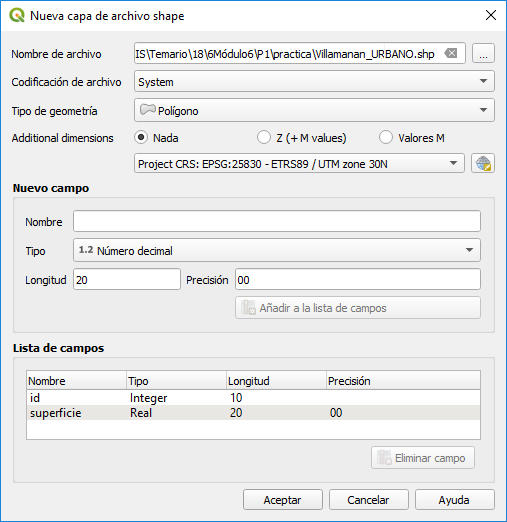 Nueva capa de archivo shape
Nombre de archivo IS\Temario\18\6Módulo6\P1\practica\Villamanan_URBANO.shp ...
Codificación de archivo System
Tipo de geometría Polígono
Additional dimensions Nada Z (+ M values) Valores M
Project CRS: EPSG:25830 - ETRS89 / UTM zone 30N
Nuevo campo
Nombre
Tipo 1.2 Número decimal
Longitud 20 Precisión 00
Añadir a la lista de campos
Lista de campos
Nombre Tipo Longitud Precisión
id Integer 10
superficie Real 20 00
Eliminar campo
Aceptar Cancelar Ayuda